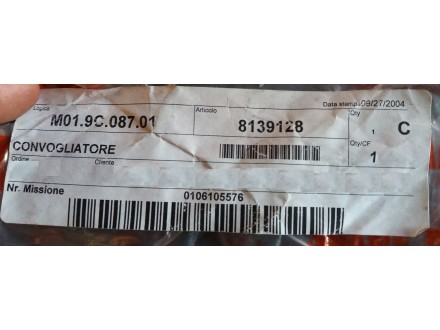 Logica Articolo Data stampa 09/27/2004
M01.9C.087.01 8139128 Qty 1 C
CONVOGLIATORE Qty/CF 1
Ordine Cliente
Nr. Missione 0106105576